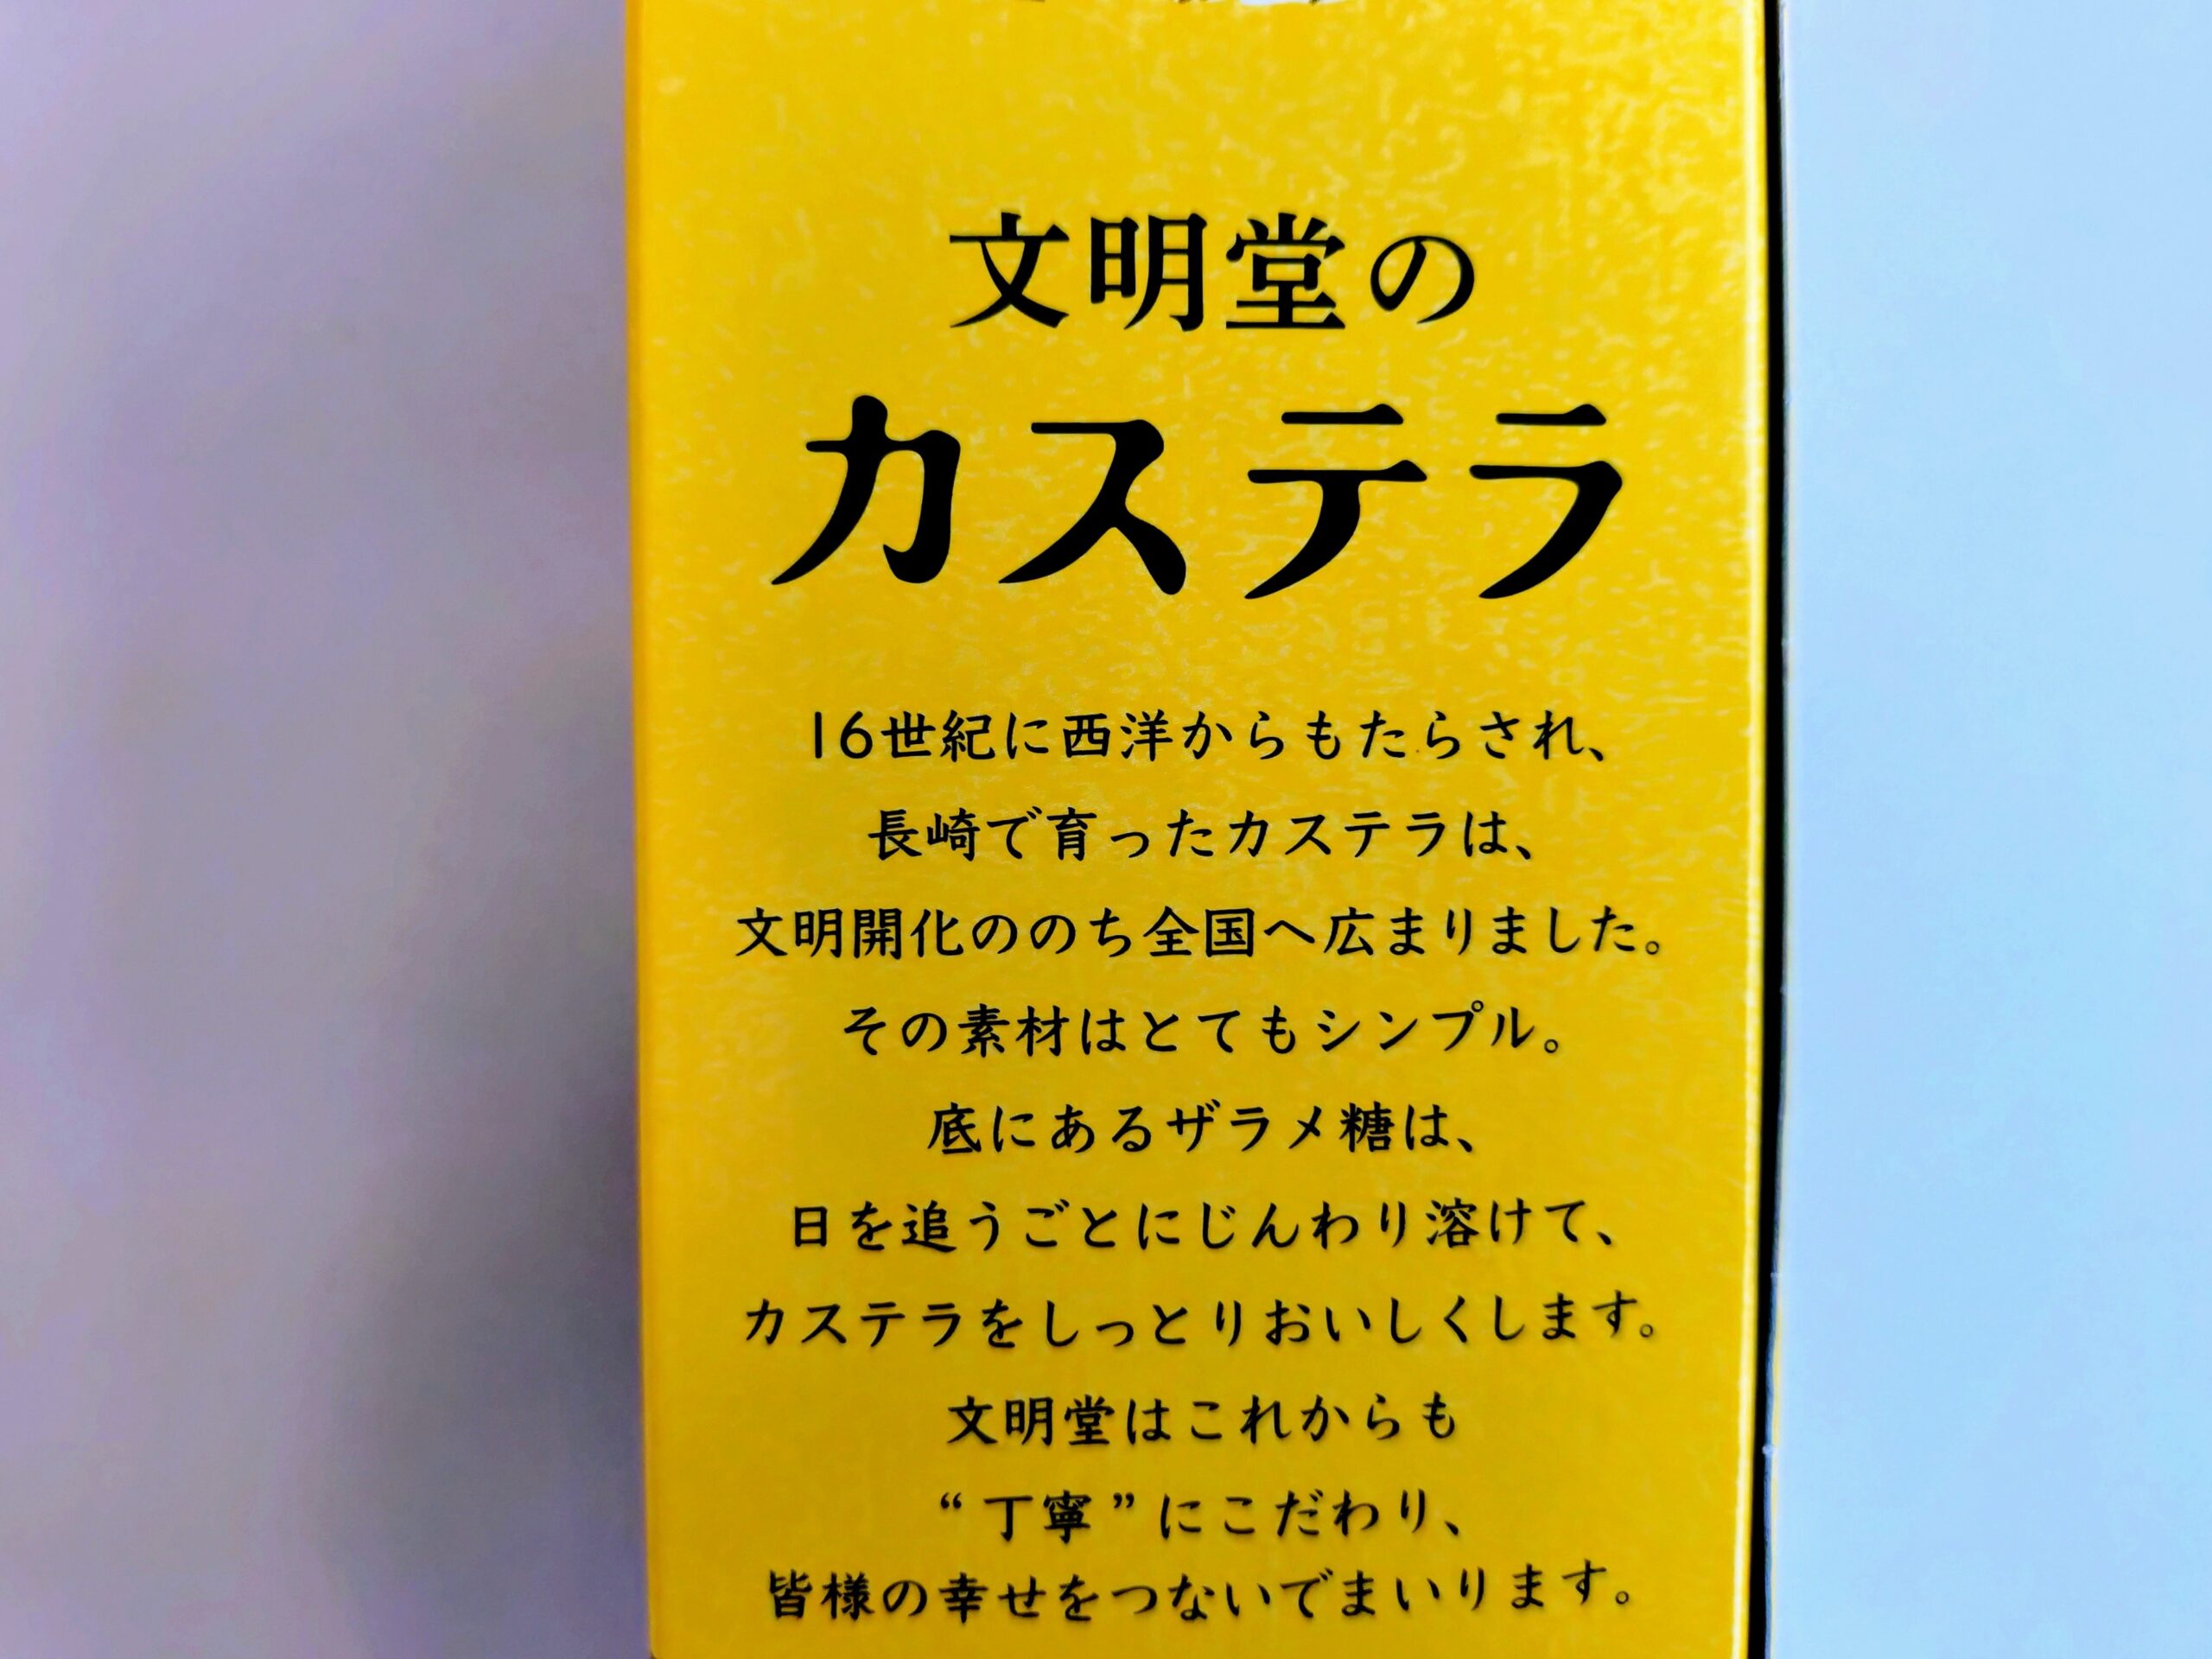 文明堂の
カステラ
16世紀に西洋からもたらされ、
長崎で育ったカステラは、
文明開化ののち全国へ広まりました。
その素材はとてもシンプル。
底にあるザラメ糖は、
日を追うごとにじんわり溶けて、
カステラをしっとりおいしくします。
文明堂はこれからも
“丁寧”にこだわり、
皆様の幸せをつないでまいります。